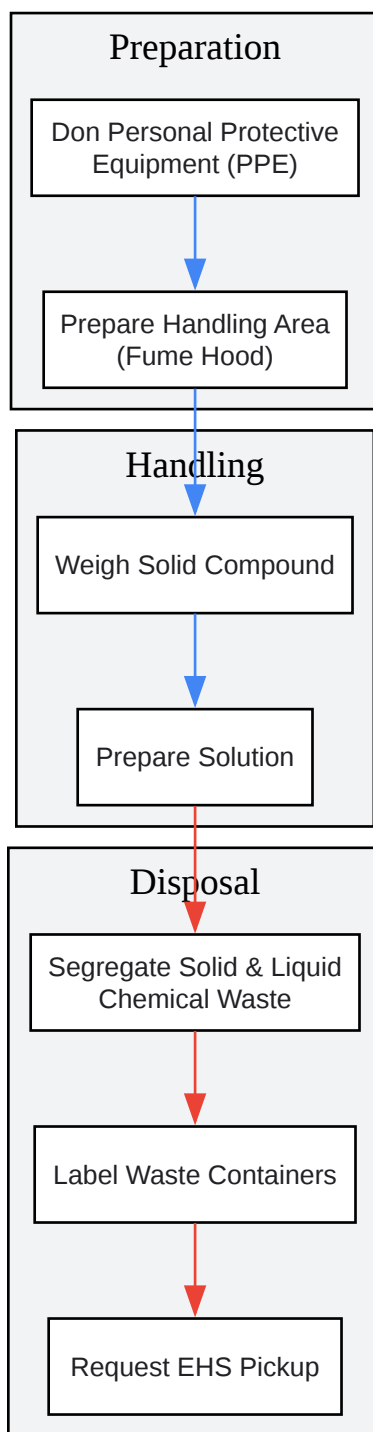 Preparation
Don Personal Protective
Equipment (PPE)
Prepare Handling Area
(Fume Hood)
Handling
Weigh Solid Compound
Prepare Solution
Disposal
Segregate Solid & Liquid
Chemical Waste
Label Waste Containers
Request EHS Pickup